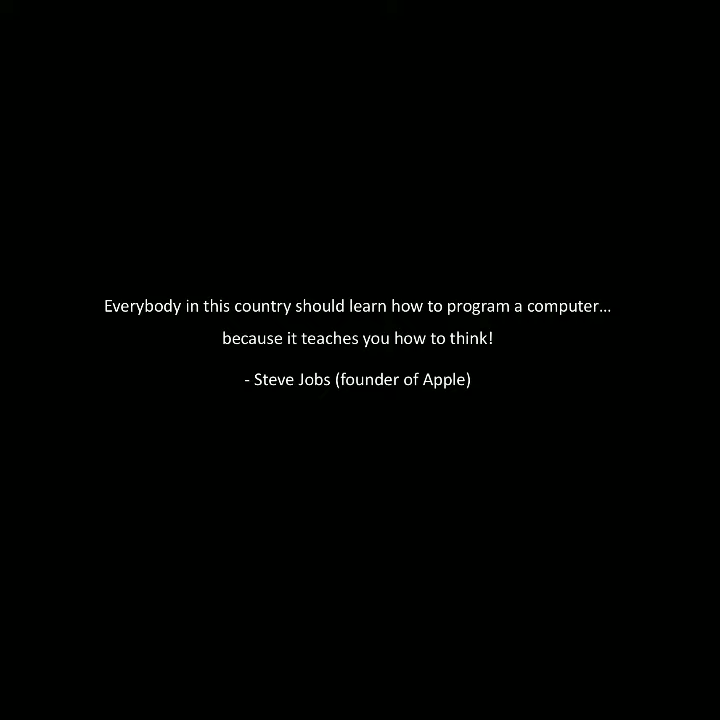 Everybody in this country should learn how to program a computer...
because it teaches you how to think!
- Steve Jobs (founder of Apple)